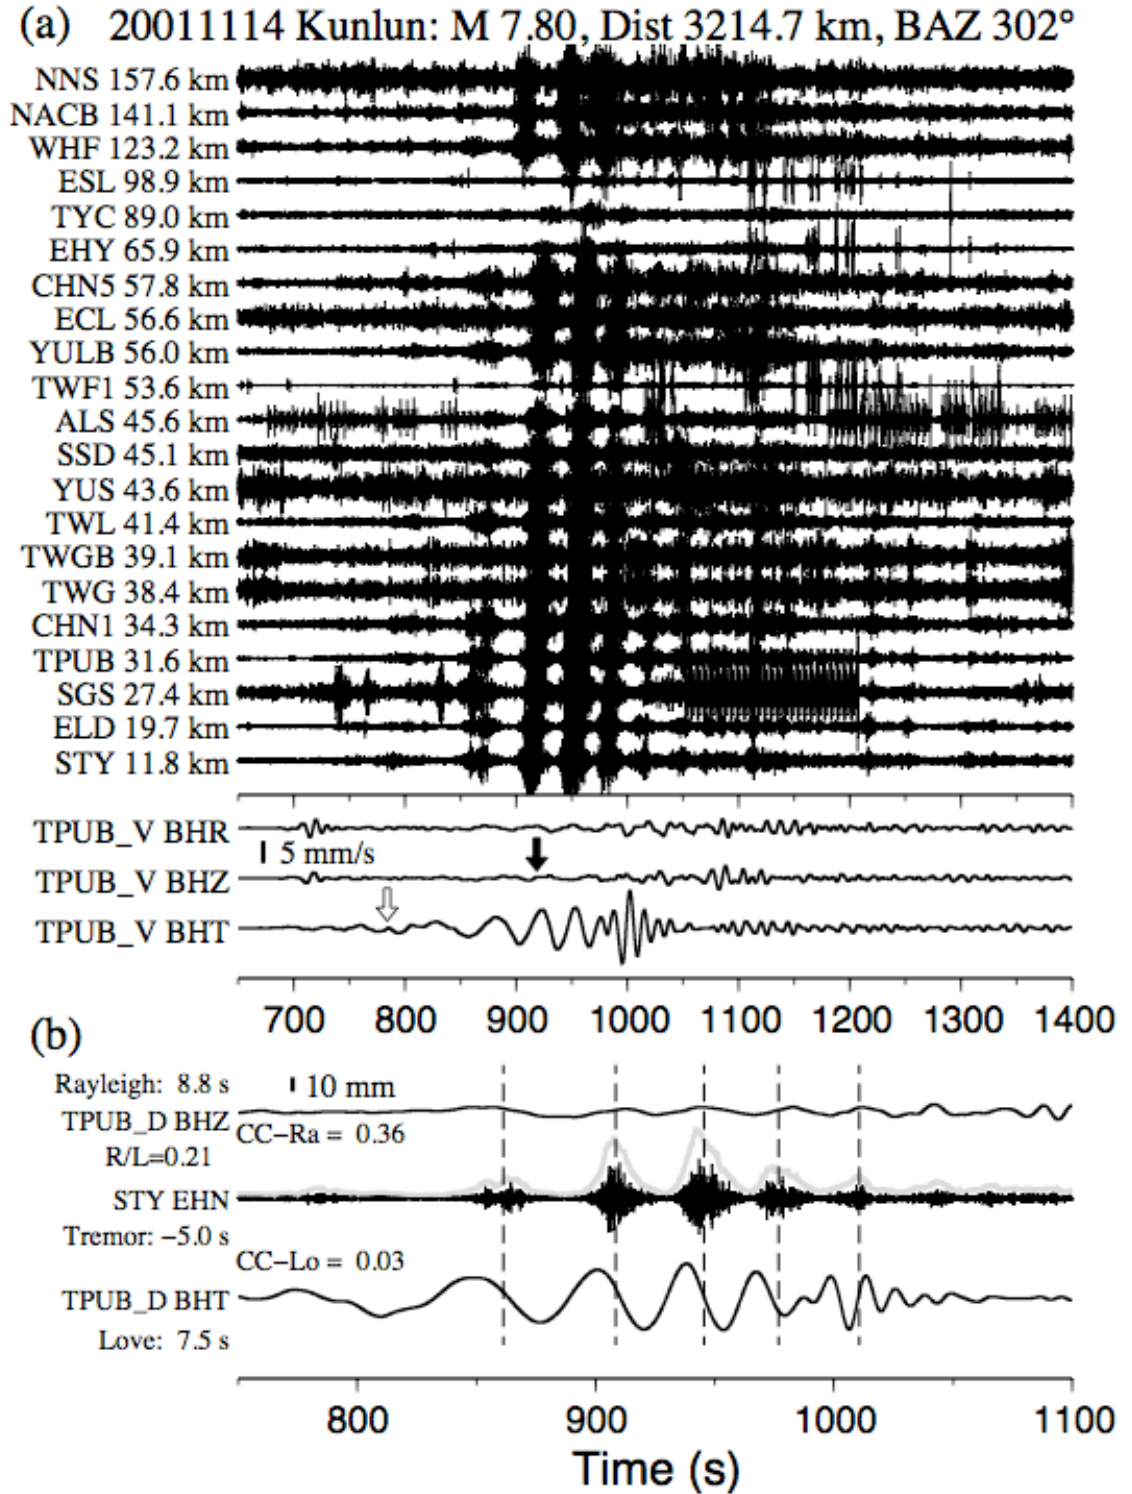 (a) 20011114 Kunlun: M 7.80, Dist 3214.7 km, BAZ 302°
NNS 157.6 km
NACB 141.1 km
WHF 123.2 km
ESL 98.9 km
TYC 89.0 km
EHY 65.9 km
CHN5 57.8 km
ECL 56.6 km
YULB 56.0 km
TWF1 53.6 km
ALS 45.6 km
SSD 45.1 km
YUS 43.6 km
TWL 41.4 km
TWGB 39.1 km
TWG 38.4 km
CHN1 34.3 km
TPUB 31.6 km
SGS 27.4 km
ELD 19.7 km
STY 11.8 km
TPUB_V BHR
5 mm/s
TPUB_V BHZ
TPUB_V BHT
700 800 900 1000 1100 1200 1300 1400
(b)
Rayleigh: 8.8 s
10 mm
TPUB_D BHZ
CC-Ra = 0.36
R/L=0.21
STY EHN
Tremor: −5.0 s
CC-Lo = 0.03
TPUB_D BHT
Love: 7.5 s
800 900 1000 1100
Time (s)